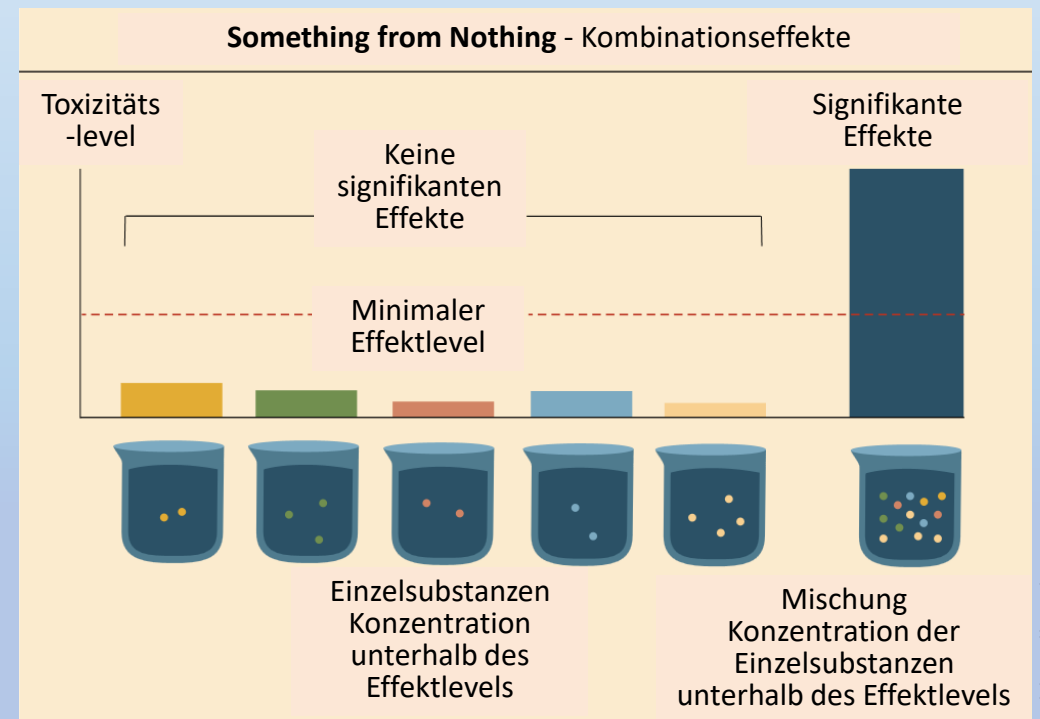 Something from Nothing - Kombinationseffekte
Toxizitäts
-level
Signifikante
Effekte
Keine
signifikanten
Effekte
Minimaler
Effektlevel
Einzelsubstanzen
Konzentration
unterhalb des
Effektlevels
Mischung
Konzentration der
Einzelsubstanzen
unterhalb des Effektlevels